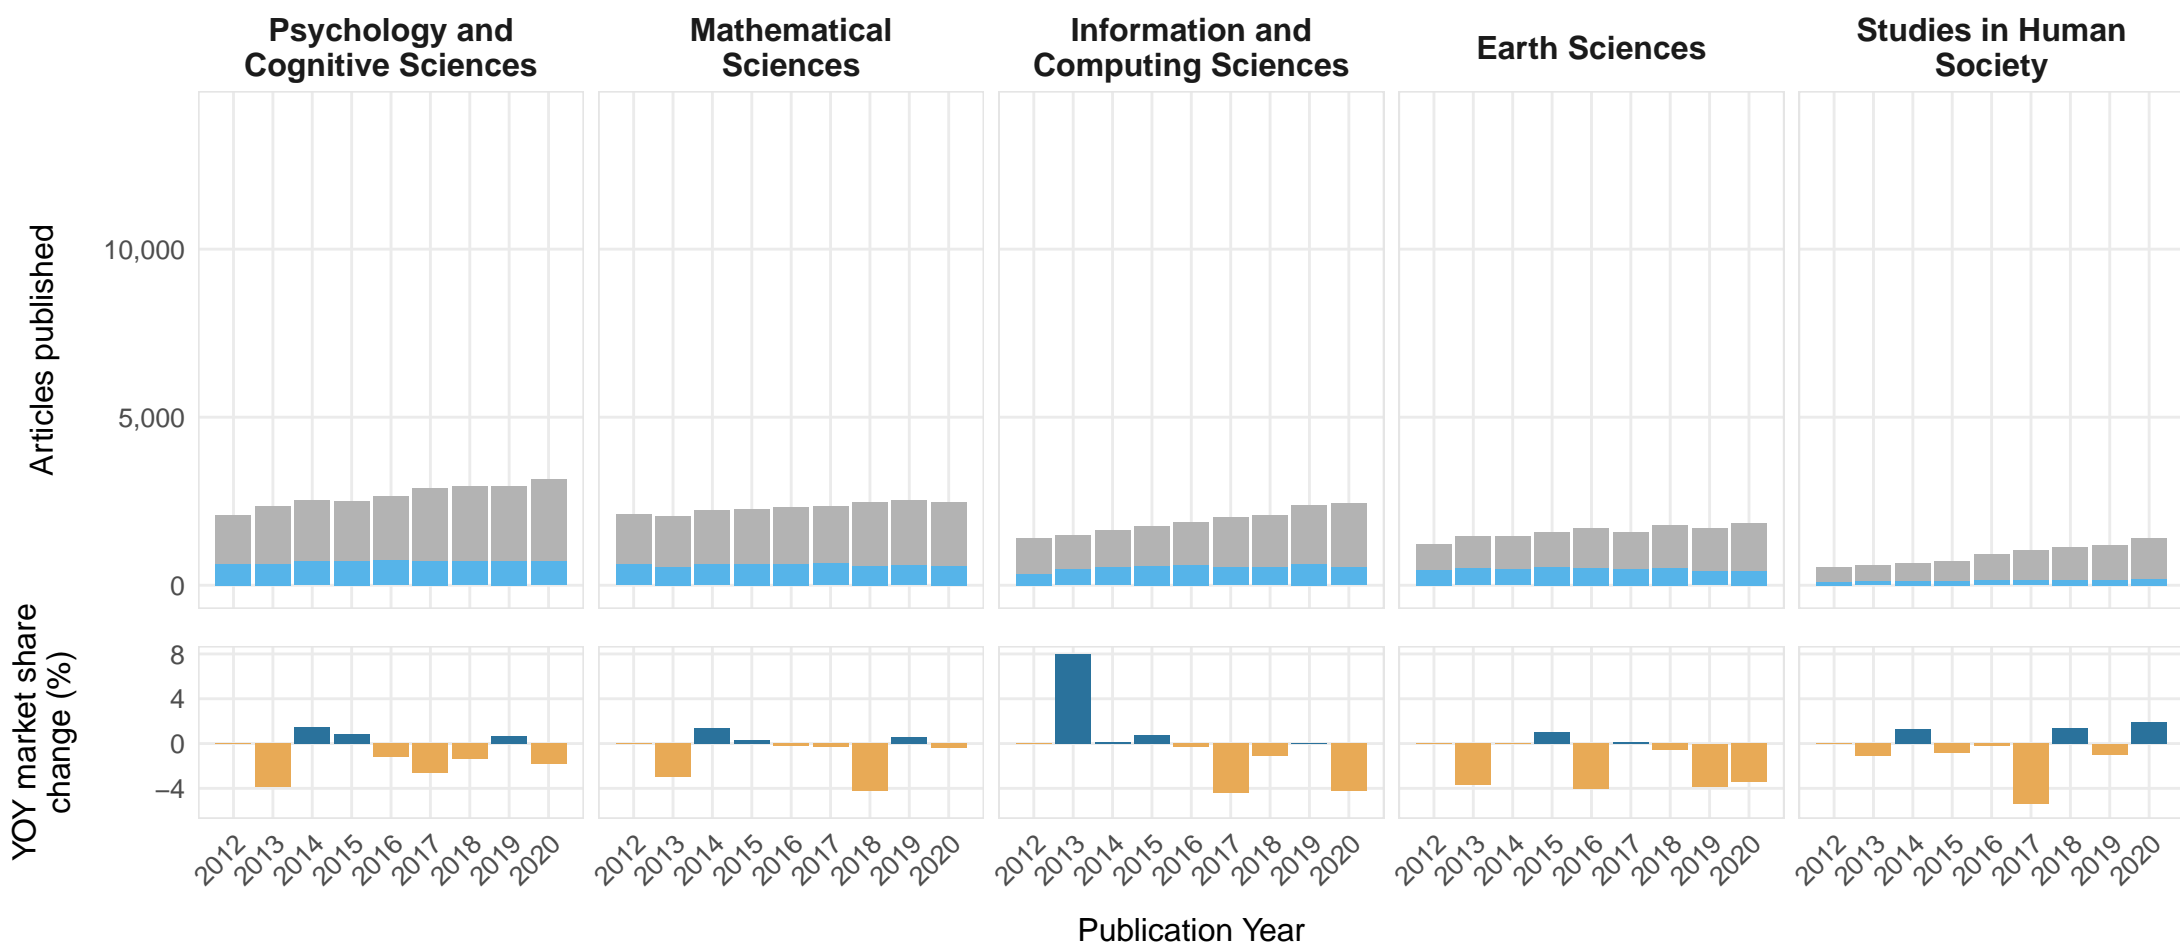 Psychology and
Cognitive Sciences
Mathematical
Sciences
Information and
Computing Sciences
Earth Sciences
Studies in Human
Society
Articles published
10,000
5,000
0
YOY market share
change (%)
8
4
0
−4
2012 2013 2014 2015 2016 2017 2018 2019 2020
2012 2013 2014 2015 2016 2017 2018 2019 2020
2012 2013 2014 2015 2016 2017 2018 2019 2020
2012 2013 2014 2015 2016 2017 2018 2019 2020
2012 2013 2014 2015 2016 2017 2018 2019 2020
Publication Year